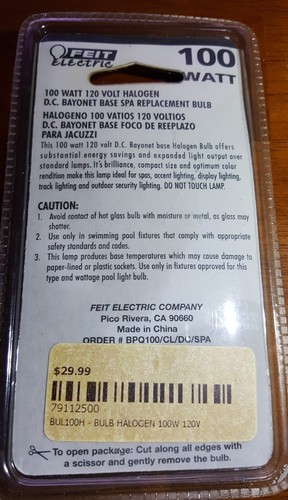 FEIT
Electric
100
WATT
100 WATT 120 VOLT HALOGEN
D.C. BAYONET BASE SPA REPLACEMENT BULB
HALOGENO 100 VATIOS 120 VOLTIOS
D.C. BAYONET BASE FOCO DE REEPLAZO
PARA JACUZZI
This 100 watt 120 volt D.C. Bayonet base Halogen Bulb offers
substantial energy savings and expanded light output over
standard lamps. It's brilliance, compact size and optimum color
rendition make this lamp ideal for spas, accent lighting, display lighting,
track lighting and outdoor security lighting. DO NOT TOUCH LAMP.
CAUTION:
1. Avoid contact of hot glass bulb with moisture or metal, as glass may
shatter.
2. Use only in swimming pool fixtures that comply with appropriate
safety standards and codes.
3. This lamp produces base temperatures which may cause damage to
paper-lined or plastic sockets. Use only in fixtures approved for this
type and wattage pool light bulb.
FEIT ELECTRIC COMPANY
Pico Rivera, CA 90660
Made in China
ORDER # BPQ100/CL/DC/SPA
$29.99
79112500
BUL100H - BULB HALOGEN 100W 120V
To open package: Cut along all edges with
a scissor and gently remove the bulb.